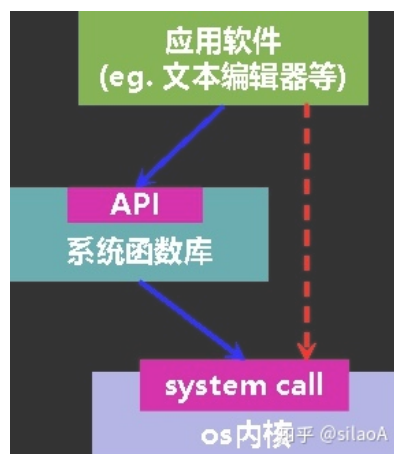 应用软件
(eg. 文本编辑器等)
API
系统函数库
system call
os内核
知乎 @silaoA